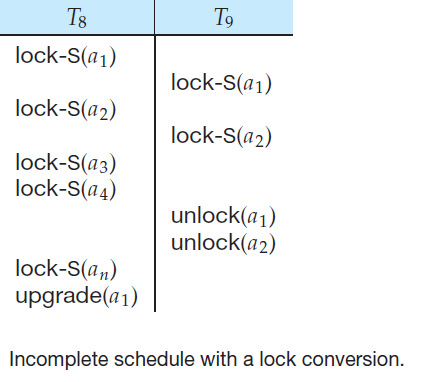 T8 T9
lock-S(a1)
lock-S(a1)
lock-S(a2)
lock-S(a2)
lock-S(a3)
lock-S(a4)
unlock(a1)
unlock(a2)
lock-S(an)
upgrade(a1)
Incomplete schedule with a lock conversion.